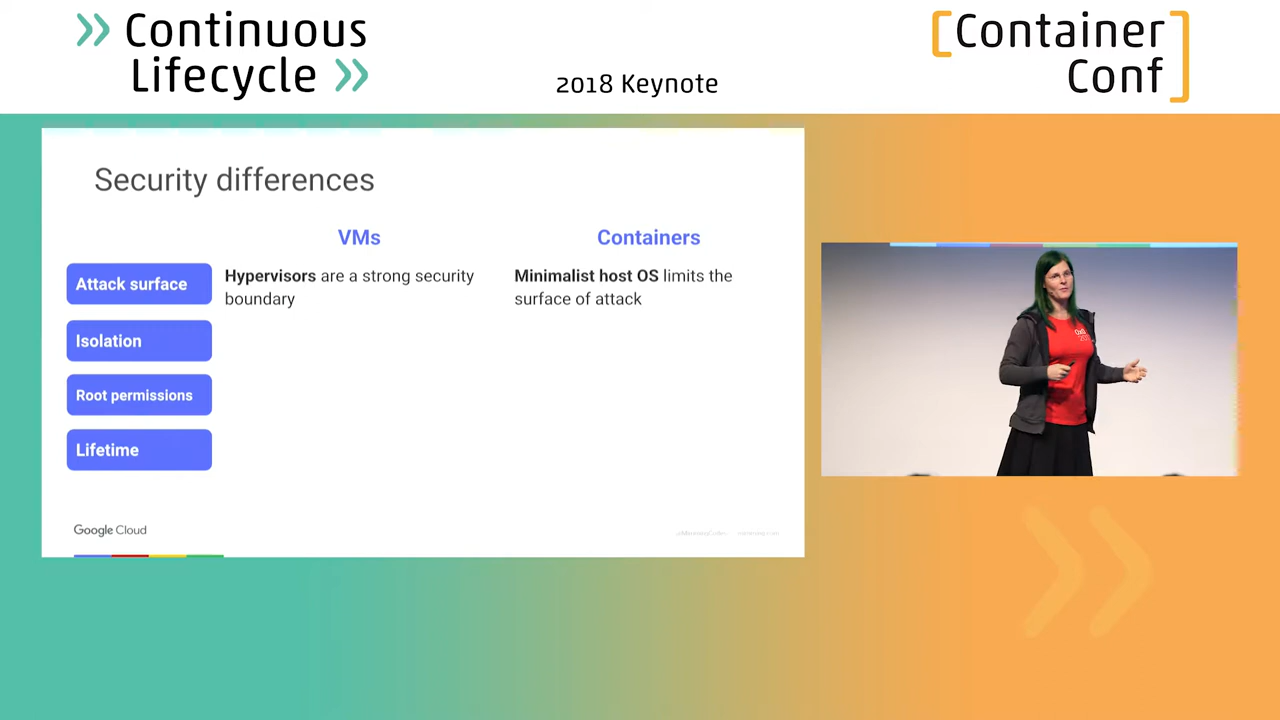 Continuous
Lifecycle
2018 Keynote
Container
Conf
Security differences
VMs
Containers
Attack surface
Hypervisors are a strong security
boundary
Minimalist host OS limits the
surface of attack
Isolation
Root permissions
Lifetime
Google Cloud